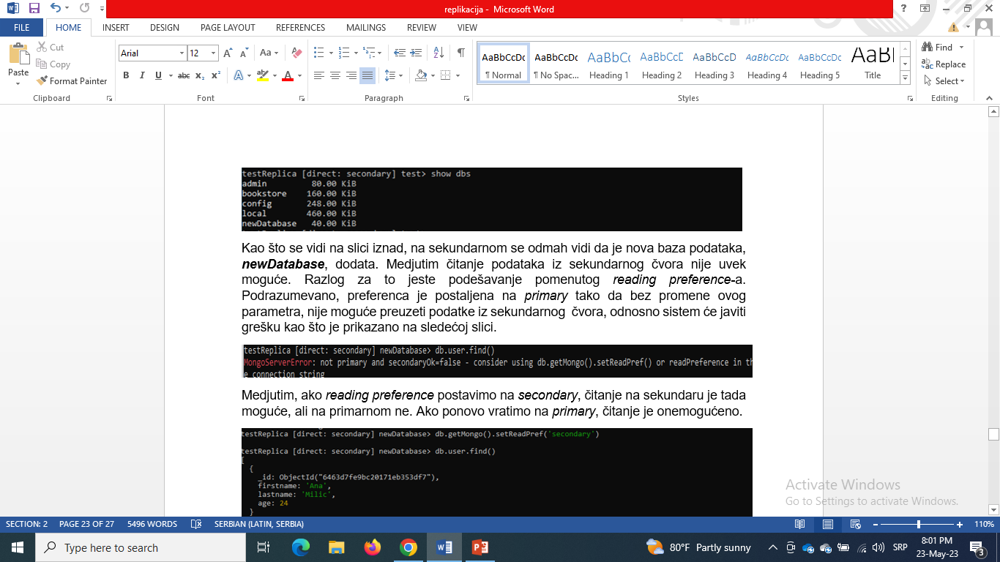 replikacija - Microsoft Word
FILE HOME INSERT DESIGN PAGE LAYOUT REFERENCES MAILINGS REVIEW VIEW
Paste
Cut
Copy
Format Painter
Clipboard
Arial 12
Font
Paragraph
AaBbCcDc AaBbCcDc AaBbC AaBbCcE AaBbCcD AaBbCcDc AaBbCcDc AaBl
¶ Normal ¶ No Spac... Heading 1 Heading 2 Heading 3 Heading 4 Heading 5 Title
Styles
Find
Replace
Select
Editing
testReplica [direct: secondary] test> show dbs
admin 80.00 KiB
bookstore 160.00 KiB
config 248.00 KiB
local 460.00 KiB
newDatabase 40.00 KiB
Kao što se vidi na slici iznad, na sekundarnom se odmah vidi da je nova baza podataka,
newDatabase, dodata. Medjutim čitanje podataka iz sekundarnog čvora nije uvek
moguće. Razlog za to jeste podešavanje pomenutog reading preference-a.
Podrazumevano, preferenca je postaljena na primary tako da bez promene ovog
parametra, nije moguće preuzeti podatke iz sekundarnog čvora, odnosno sistem će javiti
grešku kao što je prikazano na sledećoj slici.
testReplica [direct: secondary] newDatabase> db.user.find()
MongoServerError: not primary and secondaryOk=false - consider using db.getMongo().setReadPref() or readPreference in th
e connection string
Medjutim, ako reading preference postavimo na secondary, čitanje na sekundaru je tada
moguće, ali na primarnom ne. Ako ponovo vratimo na primary, čitanje je onemogućeno.
testReplica [direct: secondary] newDatabase> db.getMongo().setReadPref('secondary')
testReplica [direct: secondary] newDatabase> db.user.find()
[
{
_id: ObjectId("6463d7fe9bc20171eb353df7"),
firstname: 'Ana',
lastname: 'Milic',
age: 24
}
Activate Windows
Go to Settings to activate Windows.
SECTION: 2 PAGE 23 OF 27 5496 WORDS SERBIAN (LATIN, SERBIA) 110%
Type here to search
80°F Partly sunny
SRP
8:01 PM
23-May-23
3